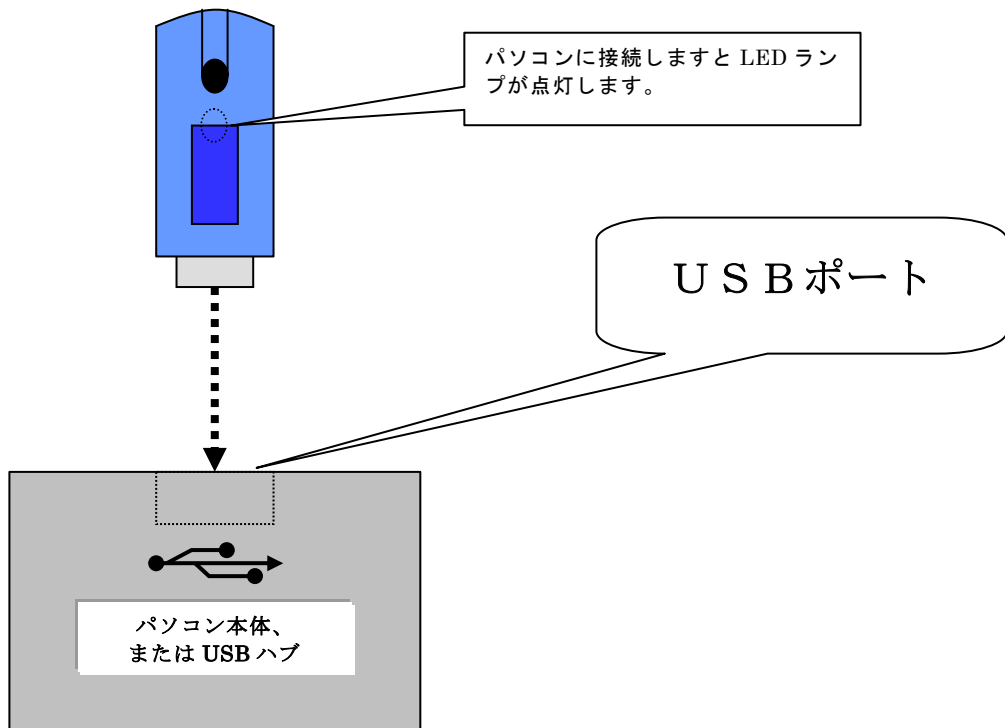 パソコンに接続しますと LED ラン
プが点灯します。
ＵＳＢポート
パソコン本体、
または USB ハブ